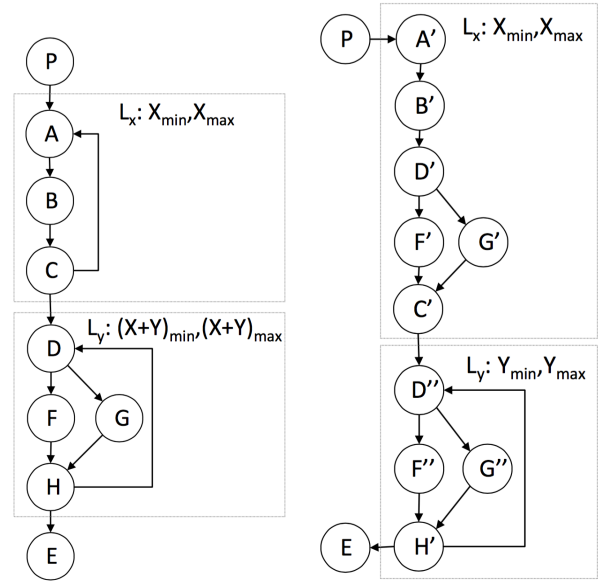 P
Lx: Xmin,Xmax
A
B
C
Ly: (X+Y)min,(X+Y)max
D
F G
H
E
P A’ Lx: Xmin,Xmax
B’
D’
F’ G’
C’
Ly: Ymin,Ymax
D’’
F’’ G’’
E H’